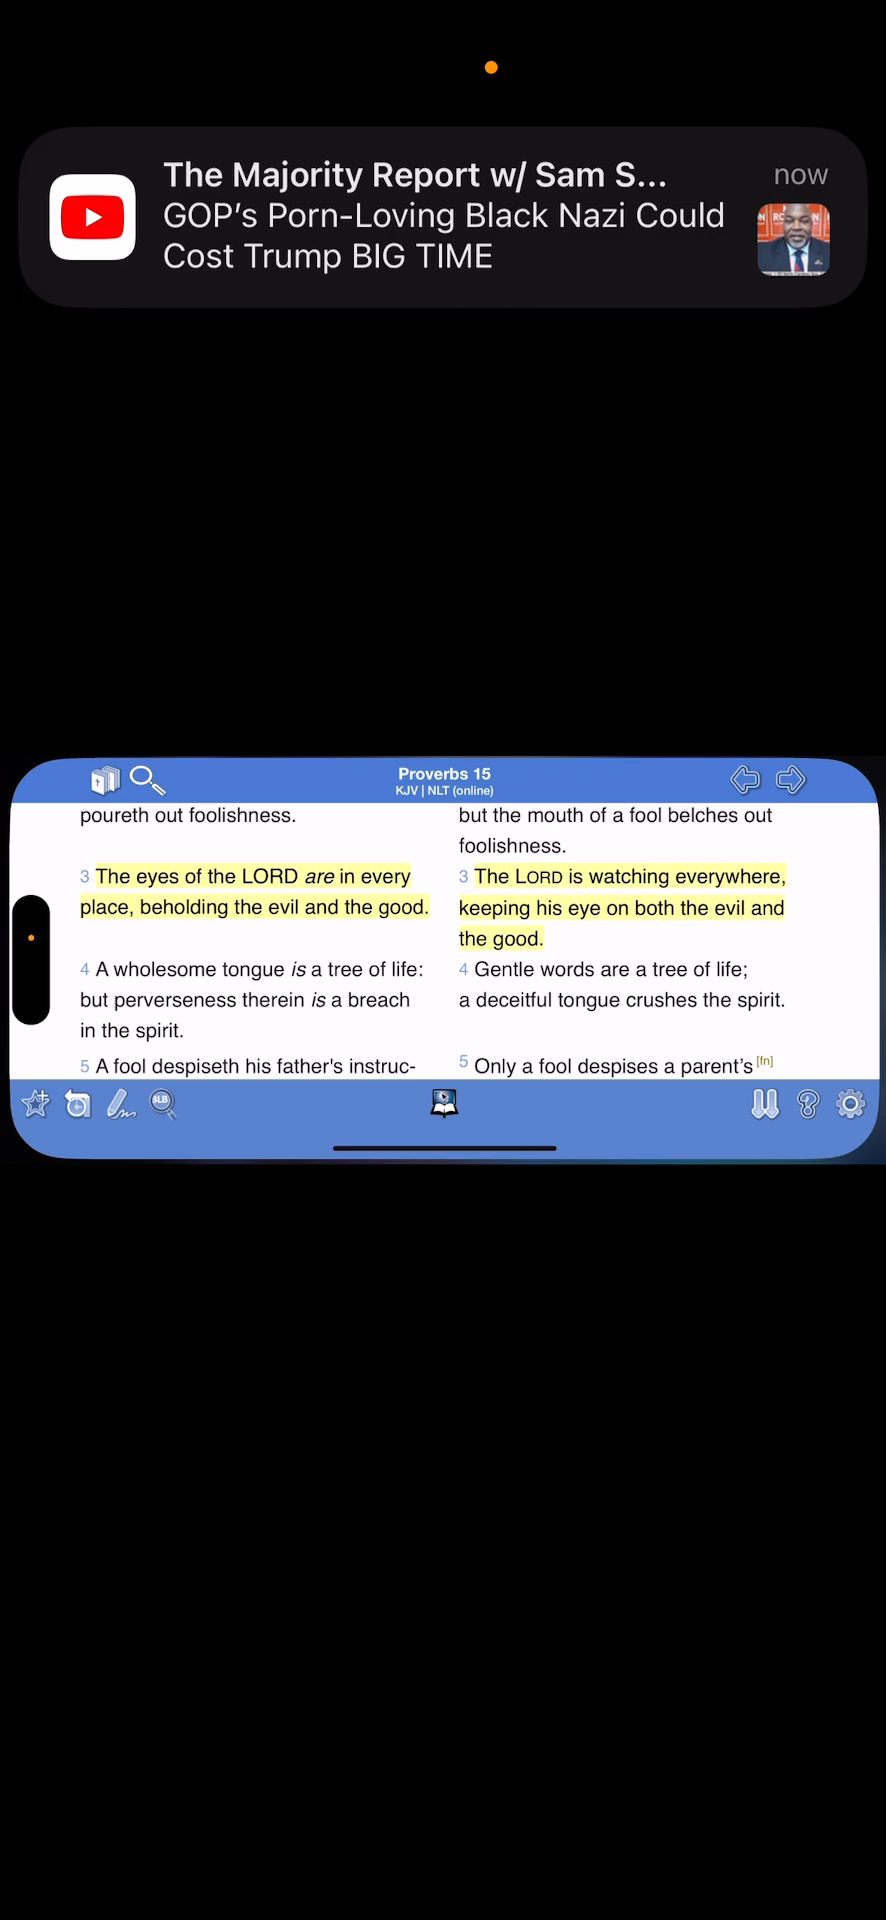 The Majority Report w/ Sam S...
now
GOP's Porn-Loving Black Nazi Could
Cost Trump BIG TIME
Proverbs 15
KJV | NLT (online)
poureth out foolishness.
3 The eyes of the LORD are in every
place, beholding the evil and the good.
4 A wholesome tongue is a tree of life:
but perverseness therein is a breach
in the spirit.
5 A fool despiseth his father's instruc-
but the mouth of a fool belches out
foolishness.
3 The LORD is watching everywhere,
keeping his eye on both the evil and
the good.
4 Gentle words are a tree of life;
a deceitful tongue crushes the spirit.
5 Only a fool despises a parent's [fn]
BLB